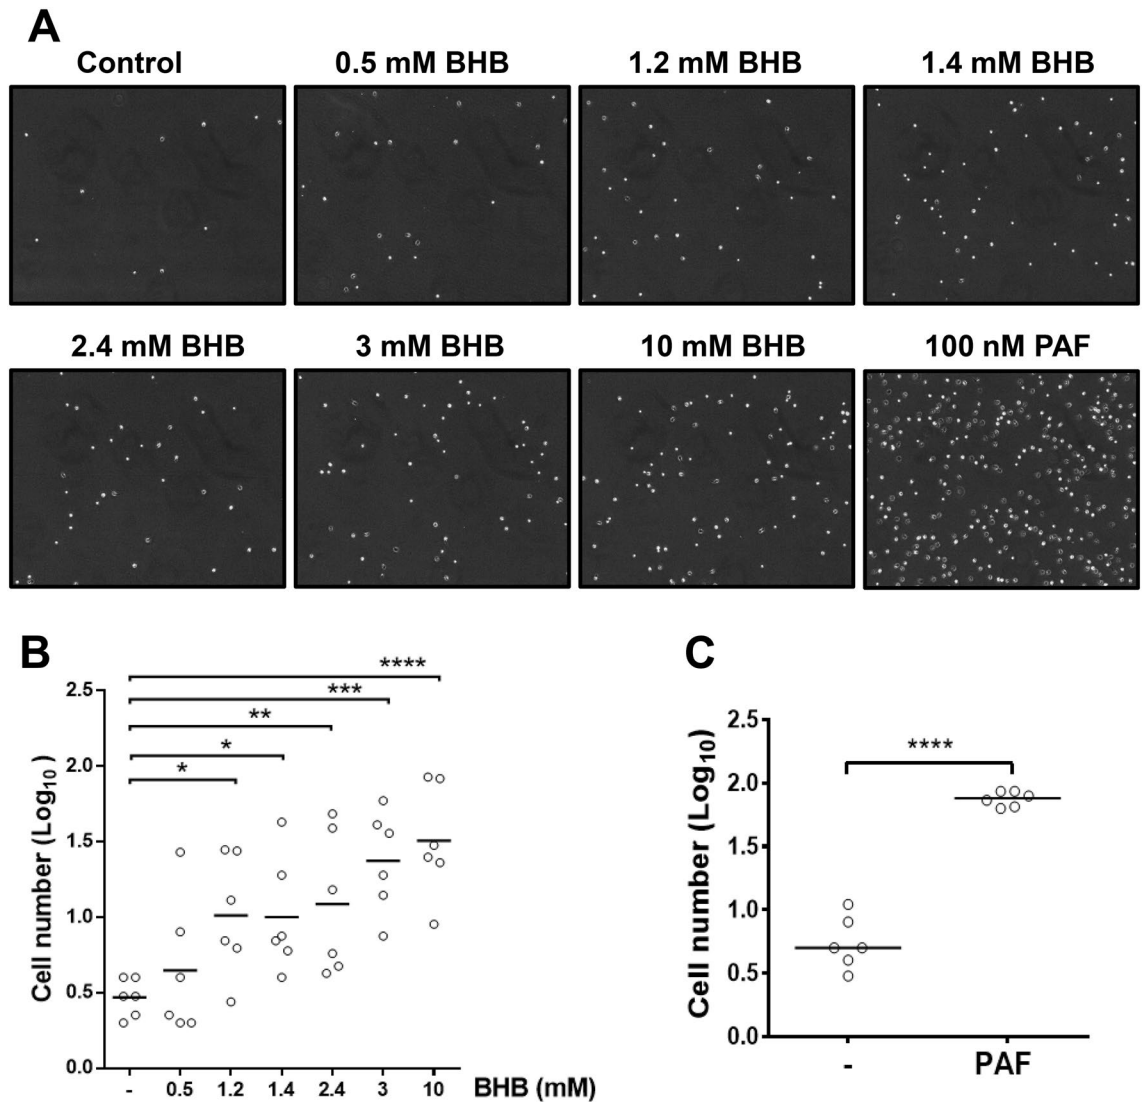 A
Control 0.5 mM BHB 1.2 mM BHB 1.4 mM BHB
2.4 mM BHB 3 mM BHB 10 mM BHB 100 nM PAF
B
Cell number (Log10)
2.5
2.0
1.5
1.0
0.5
0.0
****
***
**
*
*
- 0.5 1.2 1.4 2.4 3 10 BHB (mM)
C
Cell number (Log10)
2.5
2.0
1.5
1.0
0.5
0.0
****
- PAF